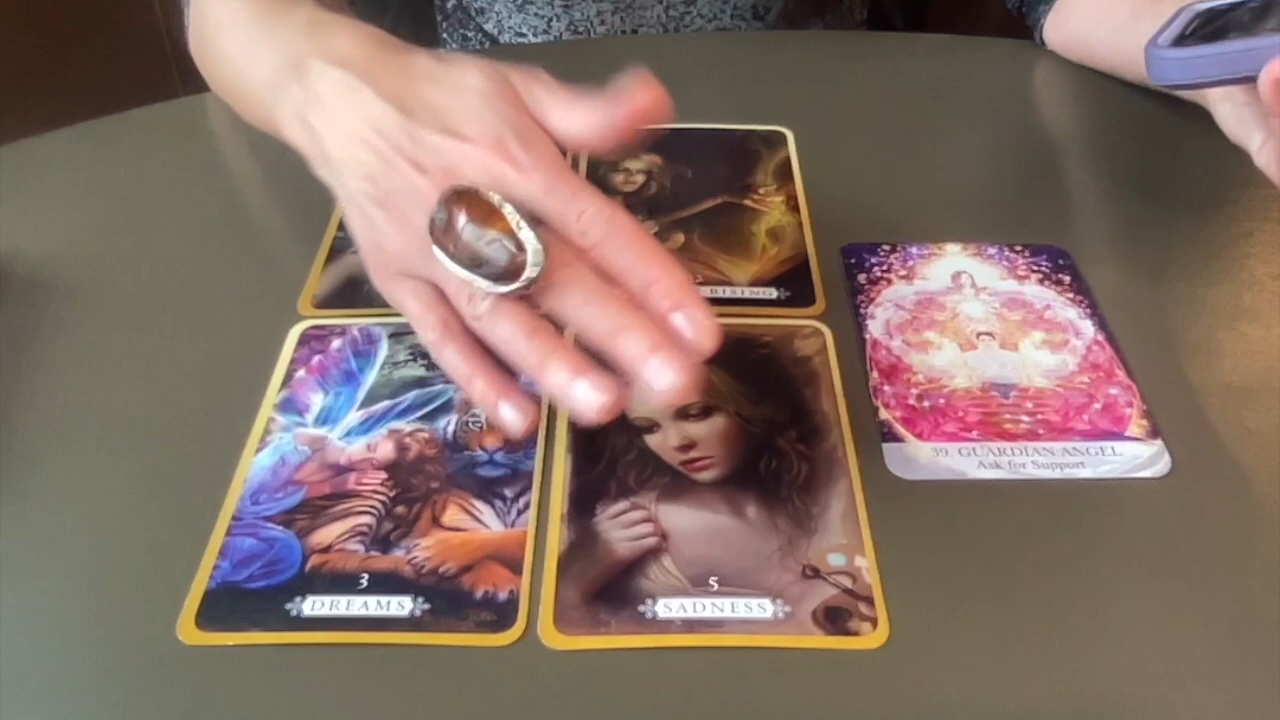 RISING
39. GUARDIAN ANGEL
Ask for Support
3
DREAMS
5
SADNESS